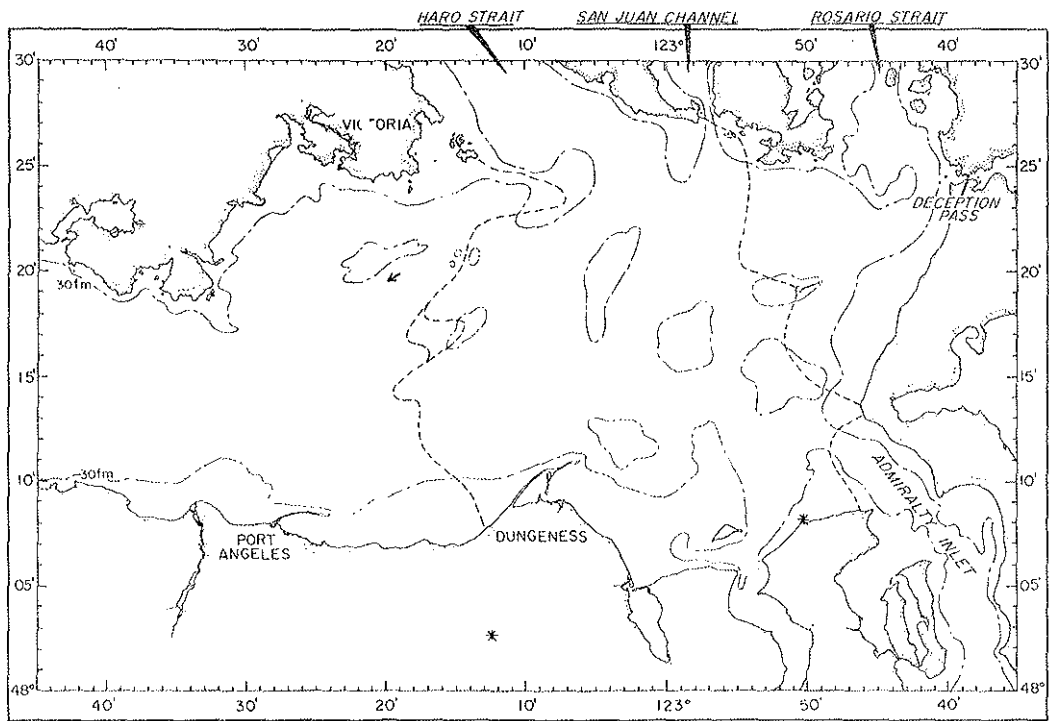 HARO STRAIT SAN JUAN CHANNEL ROSARIO STRAIT
40' 30' 20' 10' 123° 50' 40'
30' 30'
VICTORIA
25' 25'
DECEPTION
PASS
20' 20'
30fm
15' 15'
30fm
10' 10'
ADMIRALTY
INLET
PORT
ANGELES
DUNGENESS
05' 05'
48° 48°
40' 30' 20' 10' 123° 50' 40'